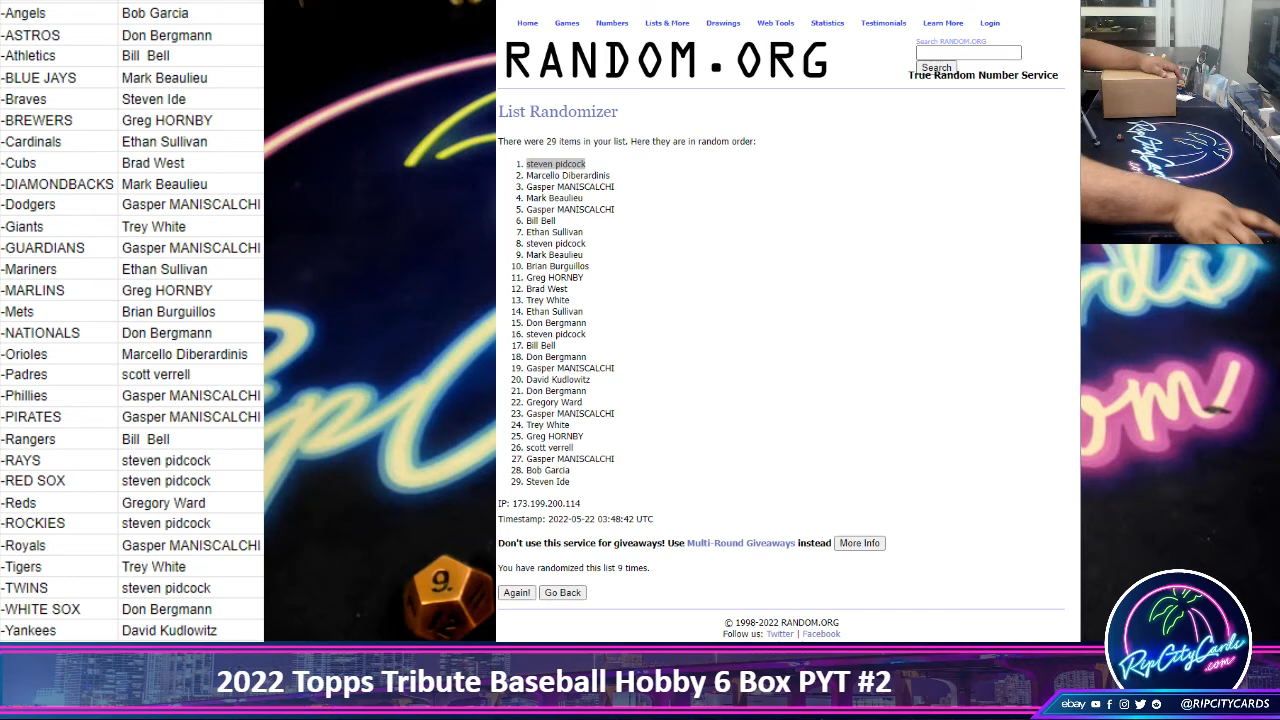 -Angels Bob Garcia
-ASTROS Don Bergmann
-Athletics Bill  Bell
-BLUE JAYS Mark Beaulieu
-Braves Steven Ide
-BREWERS Greg HORNBY
-Cardinals Ethan Sullivan
-Cubs Brad West
-DIAMONDBACKS Mark Beaulieu
-Dodgers Gasper MANISCALCHI
-Giants Trey White
-GUARDIANS Gasper MANISCALCHI
-Mariners Ethan Sullivan
-MARLINS Greg HORNBY
-Mets Brian Burguillos
-NATIONALS Don Bergmann
-Orioles Marcello Diberardinis
-Padres scott verrell
-Phillies Gasper MANISCALCHI
-PIRATES Gasper MANISCALCHI
-Rangers Bill  Bell
-RAYS steven pidcock
-RED SOX steven pidcock
-Reds Gregory Ward
-ROCKIES steven pidcock
-Royals Gasper MANISCALCHI
-Tigers Trey White
-TWINS steven pidcock
-WHITE SOX Don Bergmann
-Yankees David Kudlowitz
Home Games Numbers Lists & More Drawings Web Tools Statistics Testimonials Learn More Login
RANDOM.ORG
Search RANDOM.ORG
Search
True Random Number Service
List Randomizer
There were 29 items in your list. Here they are in random order:
1. steven pidcock
2. Marcello Diberardinis
3. Gasper MANISCALCHI
4. Mark Beaulieu
5. Gasper MANISCALCHI
6. Bill Bell
7. Ethan Sullivan
8. steven pidcock
9. Mark Beaulieu
10. Brian Burguillos
11. Greg HORNBY
12. Brad West
13. Trey White
14. Ethan Sullivan
15. Don Bergmann
16. steven pidcock
17. Bill Bell
18. Don Bergmann
19. Gasper MANISCALCHI
20. David Kudlowitz
21. Don Bergmann
22. Gregory Ward
23. Gasper MANISCALCHI
24. Trey White
25. Greg HORNBY
26. scott verrell
27. Gasper MANISCALCHI
28. Bob Garcia
29. Steven Ide
IP: 173.199.200.114
Timestamp: 2022-05-22 03:48:42 UTC
Don't use this service for giveaways! Use Multi-Round Giveaways instead More Info
You have randomized this list 9 times.
Again! Go Back
© 1998-2022 RANDOM.ORG
Follow us: Twitter | Facebook
9.
RipCityCards
.com
2022 Topps Tribute Baseball Hobby 6 Box PYT #2
ebay @RIPCITYCARDS